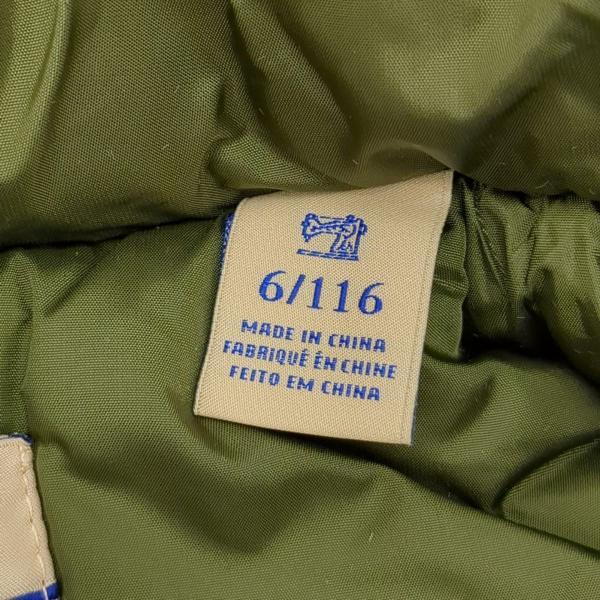 6/116
MADE IN CHINA
FABRIQUÉ ÉN CHINE
FEITO EM CHINA